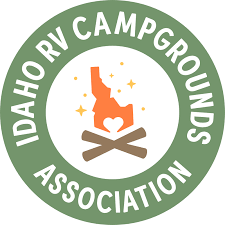 IDAHO RV CAMPGROUNDS
ASSOCIATION